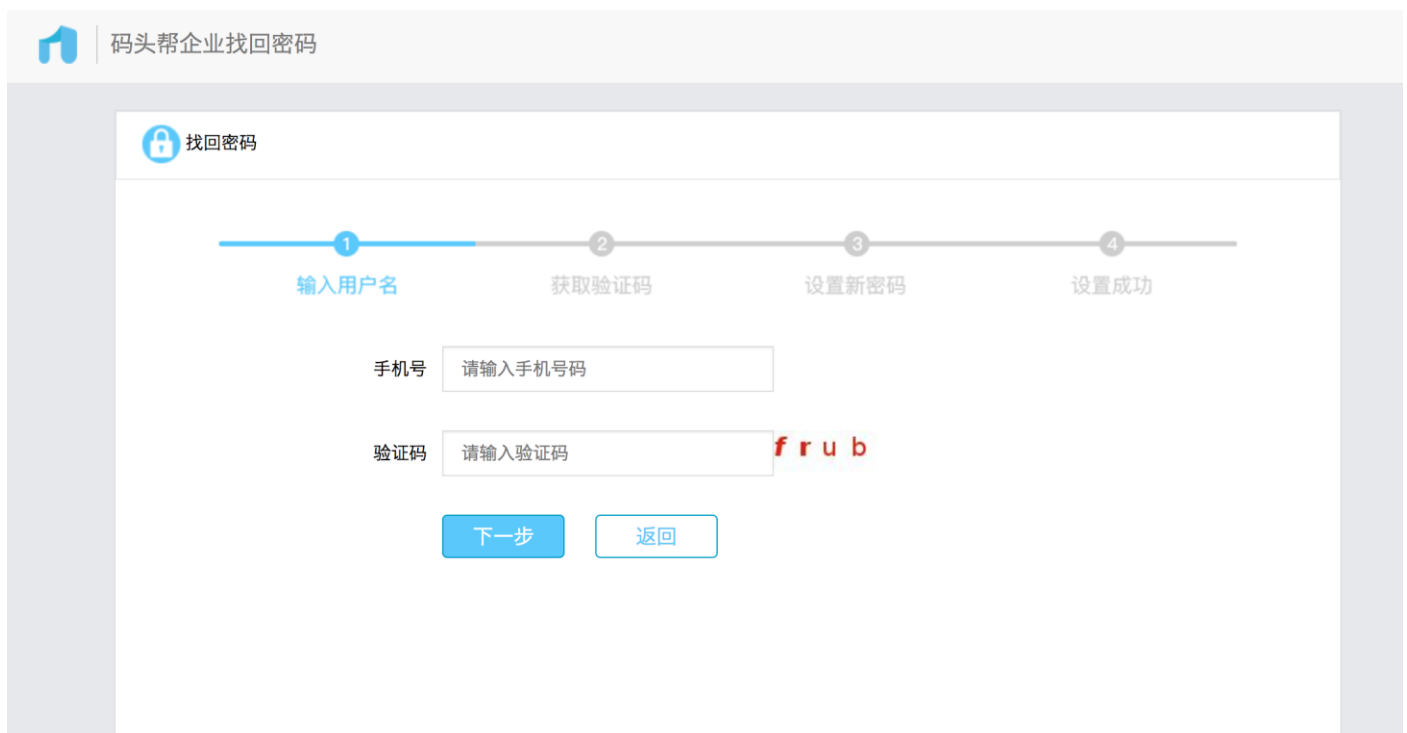 码头帮企业找回密码
找回密码
1 2 3 4
输入用户名 获取验证码 设置新密码 设置成功
手机号 请输入手机号码
验证码 请输入验证码 frub
下一步 返回